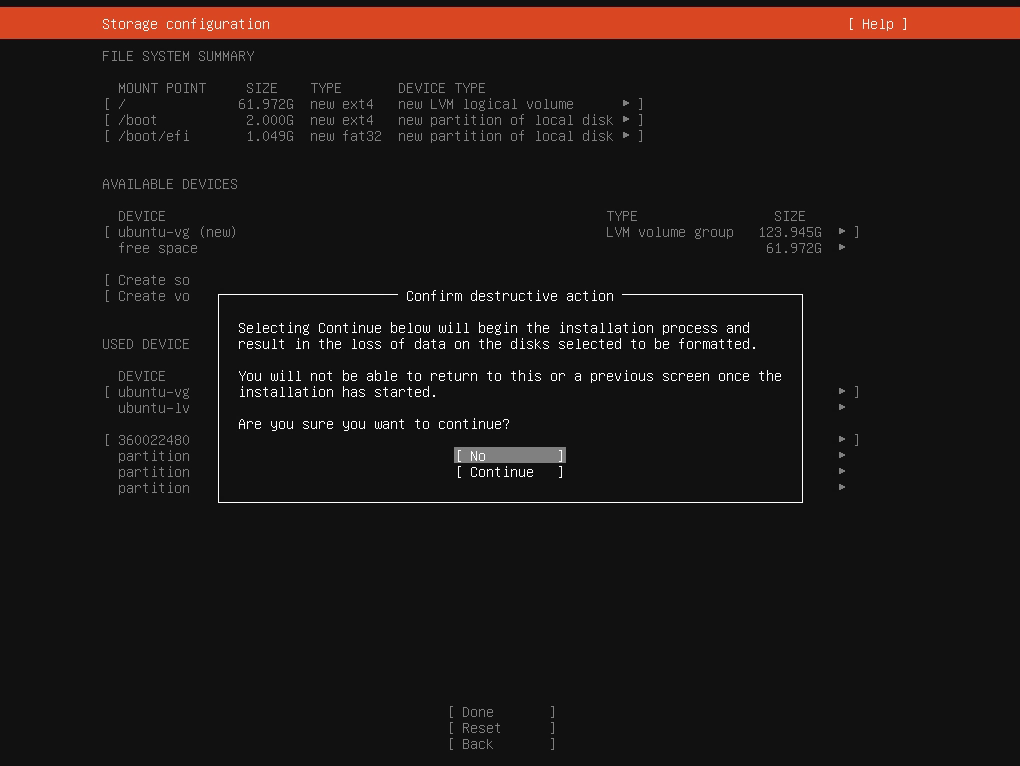 Storage configuration [ Help ]
FILE SYSTEM SUMMARY
MOUNT POINT SIZE TYPE DEVICE TYPE
[ / 61.972G new ext4 new LVM logical volume ▸ ]
[ /boot 2.000G new ext4 new partition of local disk ▸ ]
[ /boot/efi 1.049G new fat32 new partition of local disk ▸ ]
AVAILABLE DEVICES
DEVICE TYPE SIZE
[ ubuntu-vg (new) LVM volume group 123.945G ▸ ]
free space 61.972G ▸
[ Create so
[ Create vo
Confirm destructive action
Selecting Continue below will begin the installation process and
result in the loss of data on the disks selected to be formatted.
USED DEVICE
You will not be able to return to this or a previous screen once the
installation has started.
DEVICE
[ ubuntu-vg ▸ ]
ubuntu-lv ▸
Are you sure you want to continue?
[ 360022480 ▸ ]
partition ▸
partition ▸
partition ▸
[ No ]
[ Continue ]
[ Done ]
[ Reset ]
[ Back ]